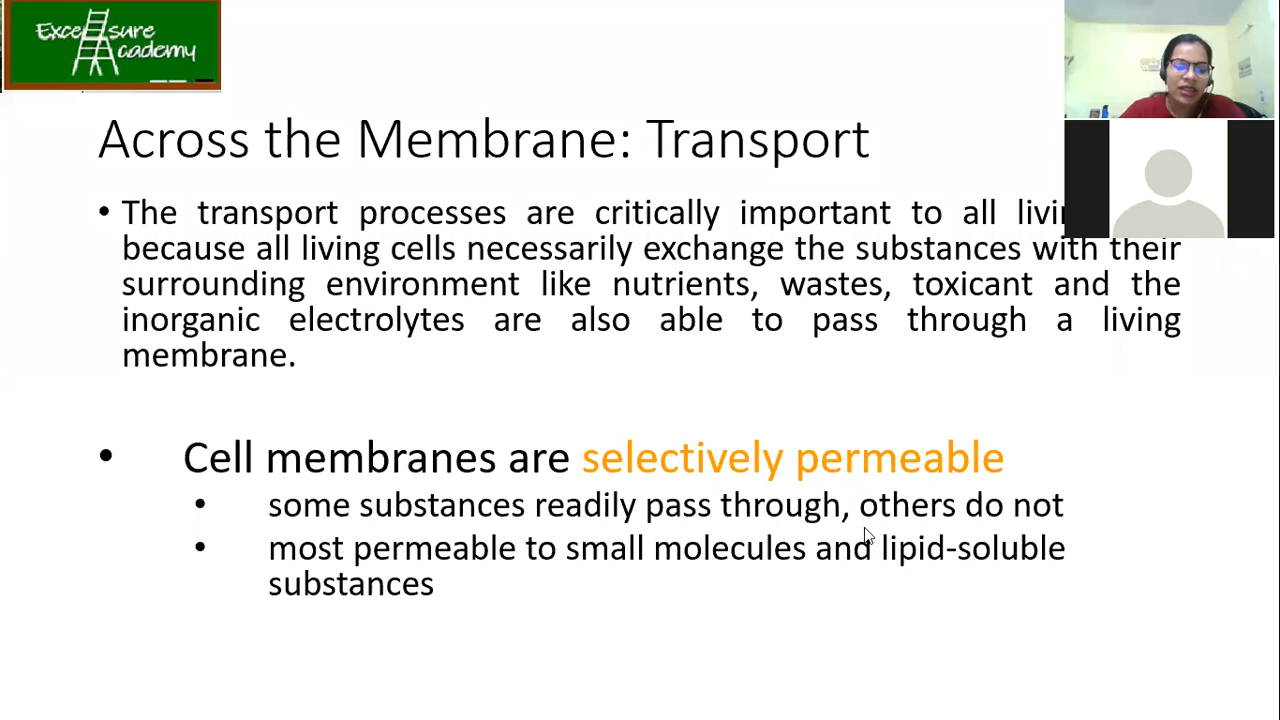 Excel sure
Academy
Across the Membrane: Transport
• The transport processes are critically important to all
because all living cells necessarily exchange the substances with their
surrounding environment like nutrients, wastes, toxicant and the
inorganic electrolytes are also able to pass through a living
membrane.
• Cell membranes are selectively permeable
• some substances readily pass through, others do not
• most permeable to small molecules and lipid-soluble
substances